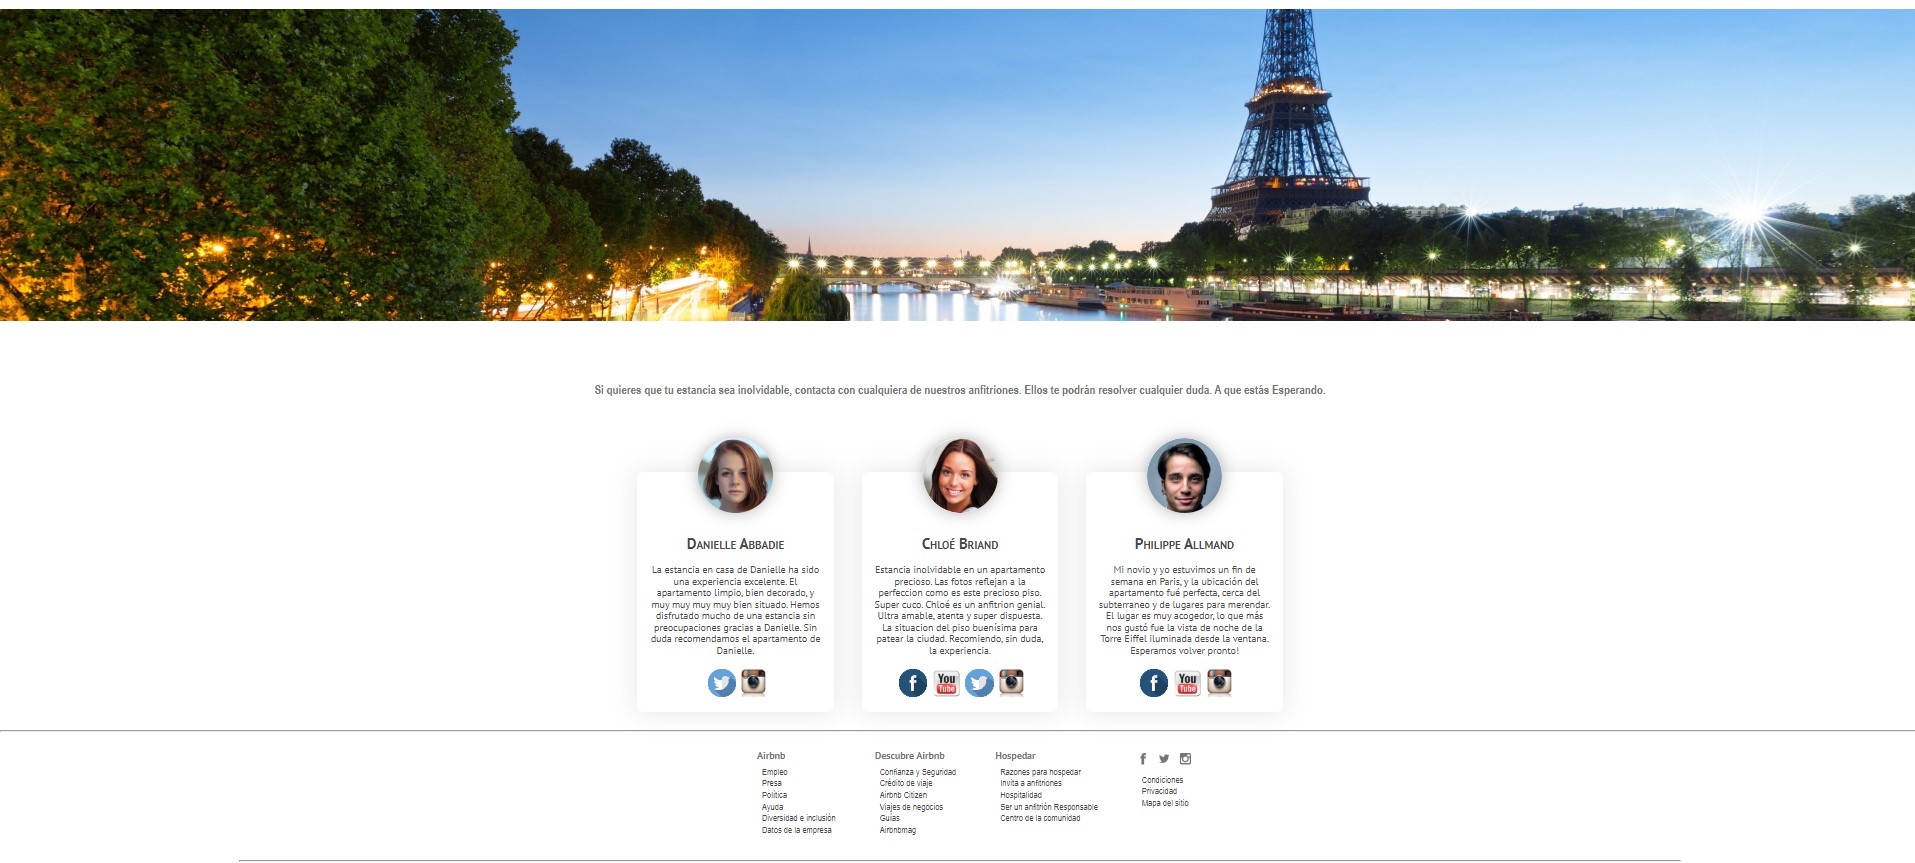 Si quieres que tu estancia sea inolvidable, contacta con cualquiera de nuestros anfitriones. Ellos te podrán resolver cualquier duda. A que estás Esperando.
Danielle Abbadie
La estancia en casa de Danielle ha sido
una experiencia excelente. El
apartamento limpio, bien decorado, y
muy muy muy muy bien situado. Hemos
disfrutado mucho de una estancia sin
preocupaciones gracias a Danielle. Sin
duda recomendamos el apartamento de
Danielle.
Chloé Briand
Estancia inolvidable en un apartamento
precioso. Las fotos reflejan a la
perfeccion como es este precioso piso.
Super cuco. Chloé es un anfitrion genial.
Ultra amable, atenta y super dispuesta.
La situacion del piso buenísima para
patear la ciudad. Recomiendo, sin duda,
la experiencia.
Philippe Allmand
Mi novio y yo estuvimos un fin de
semana en Paris, y la ubicación del
apartamento fué perfecta, cerca del
subterraneo y de lugares para merendar.
El lugar es muy acogedor, lo que más
nos gustó fue la vista de noche de la
Torre Eiffel iluminada desde la ventana.
Esperamos volver pronto!
You
Tube
You
Tube
Airbnb
Empleo
Presa
Política
Ayuda
Diversidad e inclusión
Datos de la empresa
Descubre Airbnb
Confianza y Seguridad
Crédito de viaje
Airbnb Citizen
Viajes de negocios
Guías
Airbnbmag
Hospedar
Razones para hospedar
Invita a anfitriones
Hospitalidad
Ser un anfitrión Responsable
Centro de la comunidad
Condiciones
Privacidad
Mapa del sitio